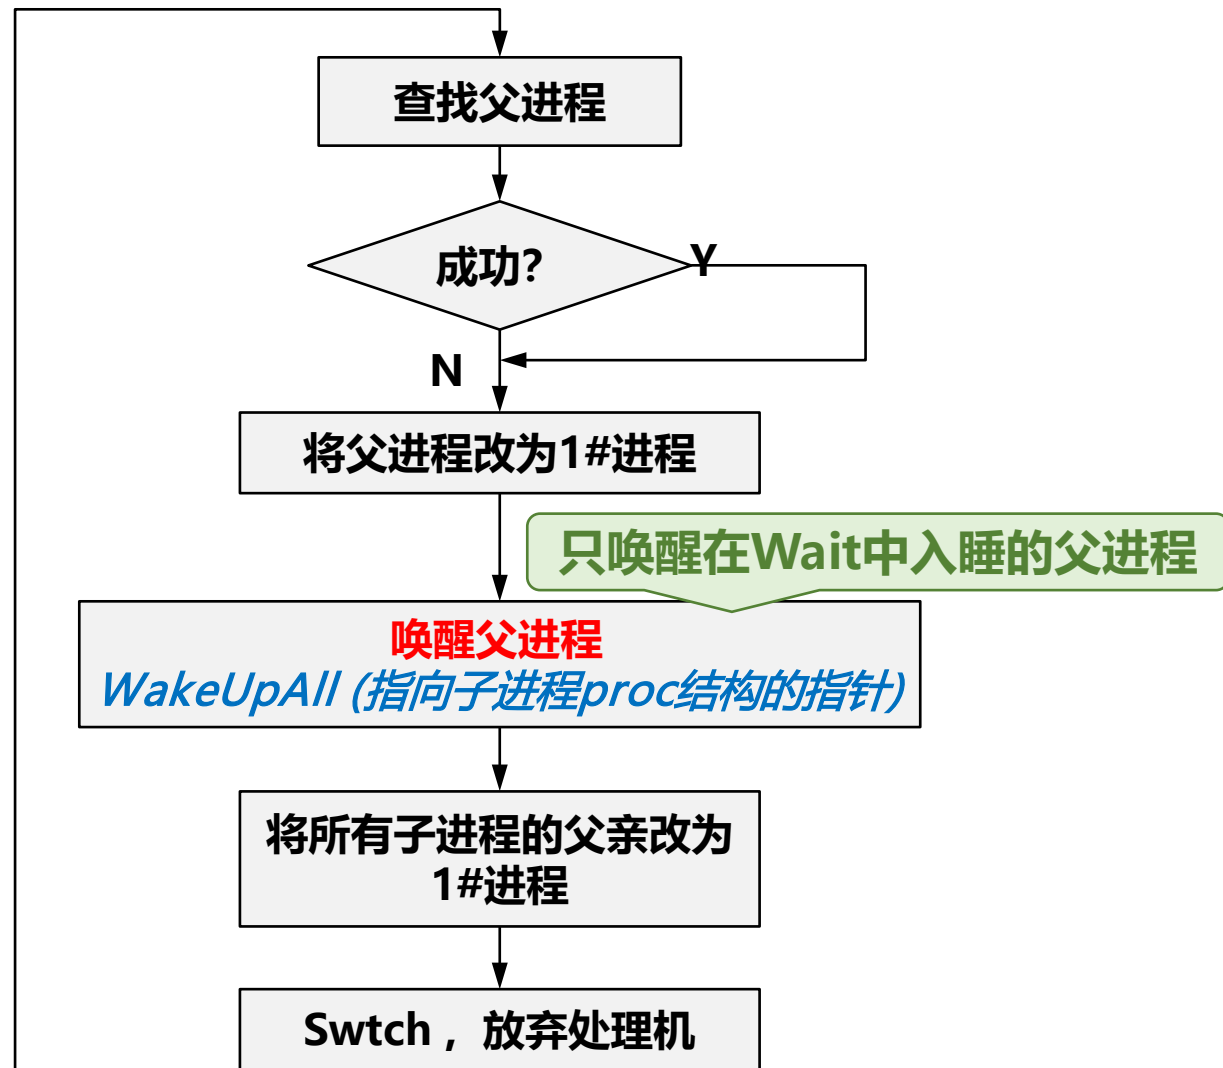 查找父进程
成功？
Y
N
将父进程改为1#进程
只唤醒在Wait中入睡的父进程
唤醒父进程
WakeUpAll (指向子进程proc结构的指针)
将所有子进程的父亲改为
1#进程
Swtch，放弃处理机